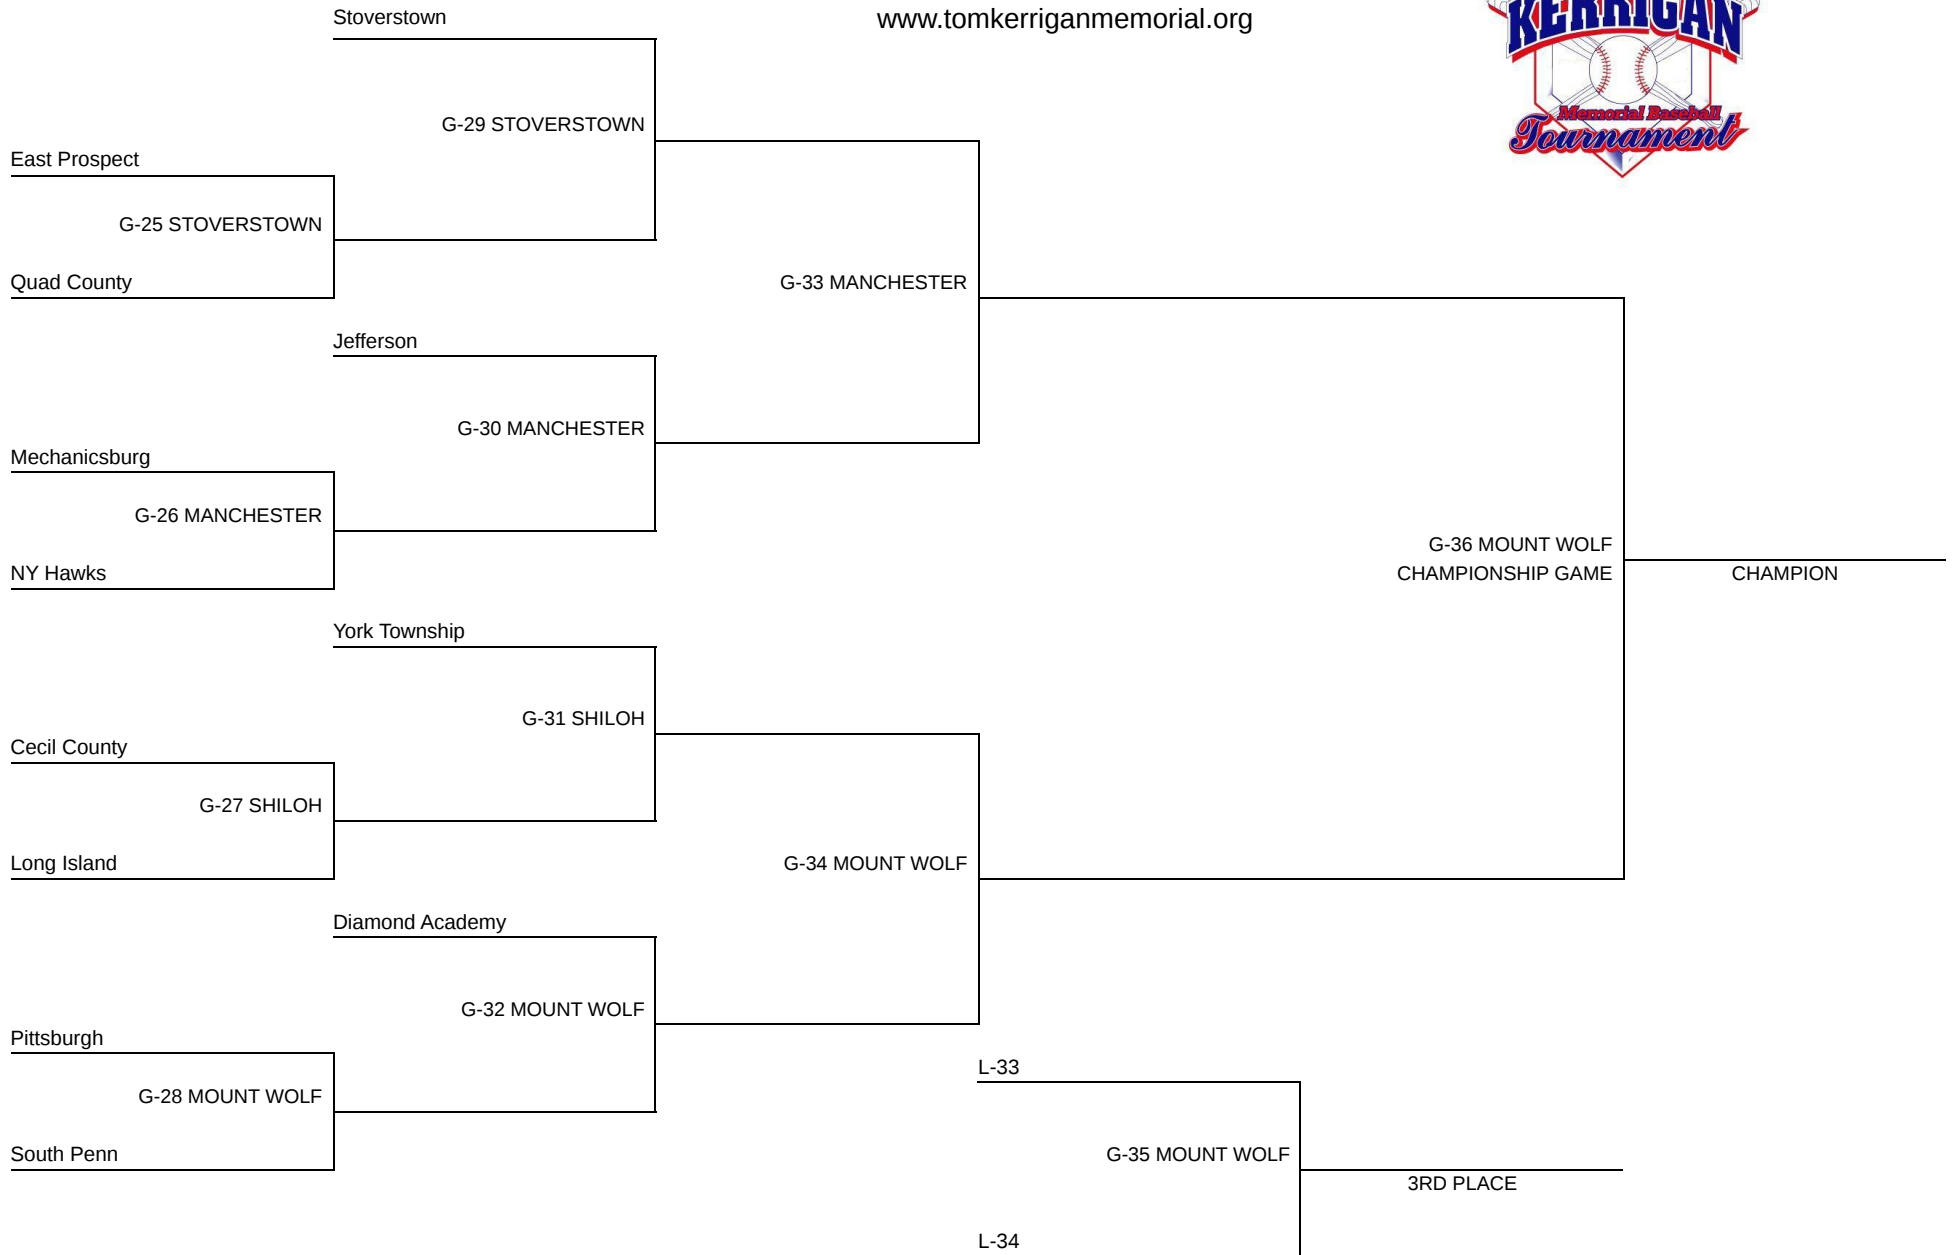 Stoverstown
www.tomkerriganmemorial.org
KERRIGAN
Memorial Baseball
Tournament
G-29 STOVERSTOWN
East Prospect
G-25 STOVERSTOWN
Quad County
G-33 MANCHESTER
Jefferson
G-30 MANCHESTER
Mechanicsburg
G-26 MANCHESTER
NY Hawks
G-36 MOUNT WOLF
CHAMPIONSHIP GAME
CHAMPION
York Township
G-31 SHILOH
Cecil County
G-27 SHILOH
Long Island
G-34 MOUNT WOLF
Diamond Academy
G-32 MOUNT WOLF
Pittsburgh
G-28 MOUNT WOLF
South Penn
L-33
G-35 MOUNT WOLF
3RD PLACE
L-34